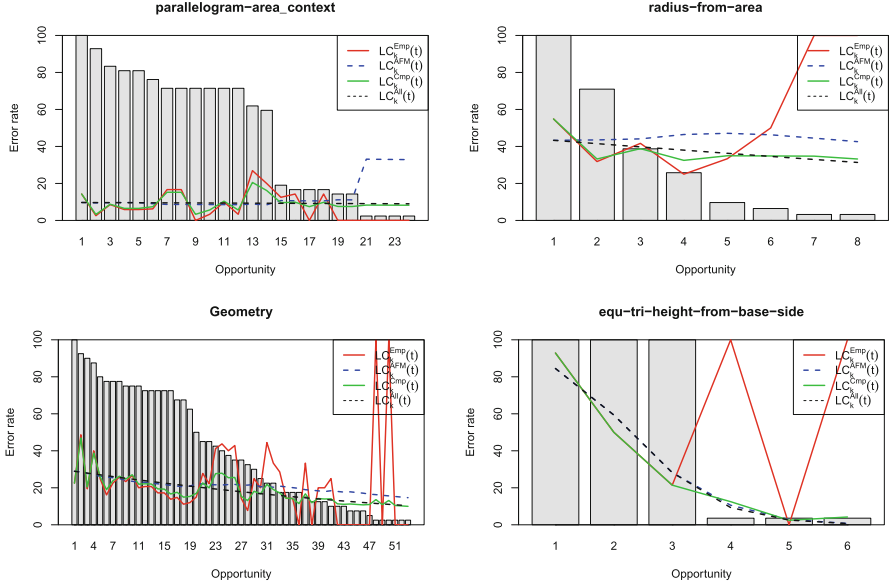 parallelogram−area_context
Error rate
100
80
60
40
20
0
LC_k^Emp(t)
LC_k^AFM(t)
LC_k^Cmp(t)
LC_k^All(t)
1 3 5 7 9 11 13 15 17 19 21 23
Opportunity
radius−from−area
Error rate
100
80
60
40
20
0
LC_k^Emp(t)
LC_k^AFM(t)
LC_k^Cmp(t)
LC_k^All(t)
1 2 3 4 5 6 7 8
Opportunity
Geometry
Error rate
100
80
60
40
20
0
LC_k^Emp(t)
LC_k^AFM(t)
LC_k^Cmp(t)
LC_k^All(t)
1 4 7 11 15 19 23 27 31 35 39 43 47 51
Opportunity
equ−tri−height−from−base−side
Error rate
100
80
60
40
20
0
LC_k^Emp(t)
LC_k^AFM(t)
LC_k^Cmp(t)
LC_k^All(t)
1 2 3 4 5 6
Opportunity